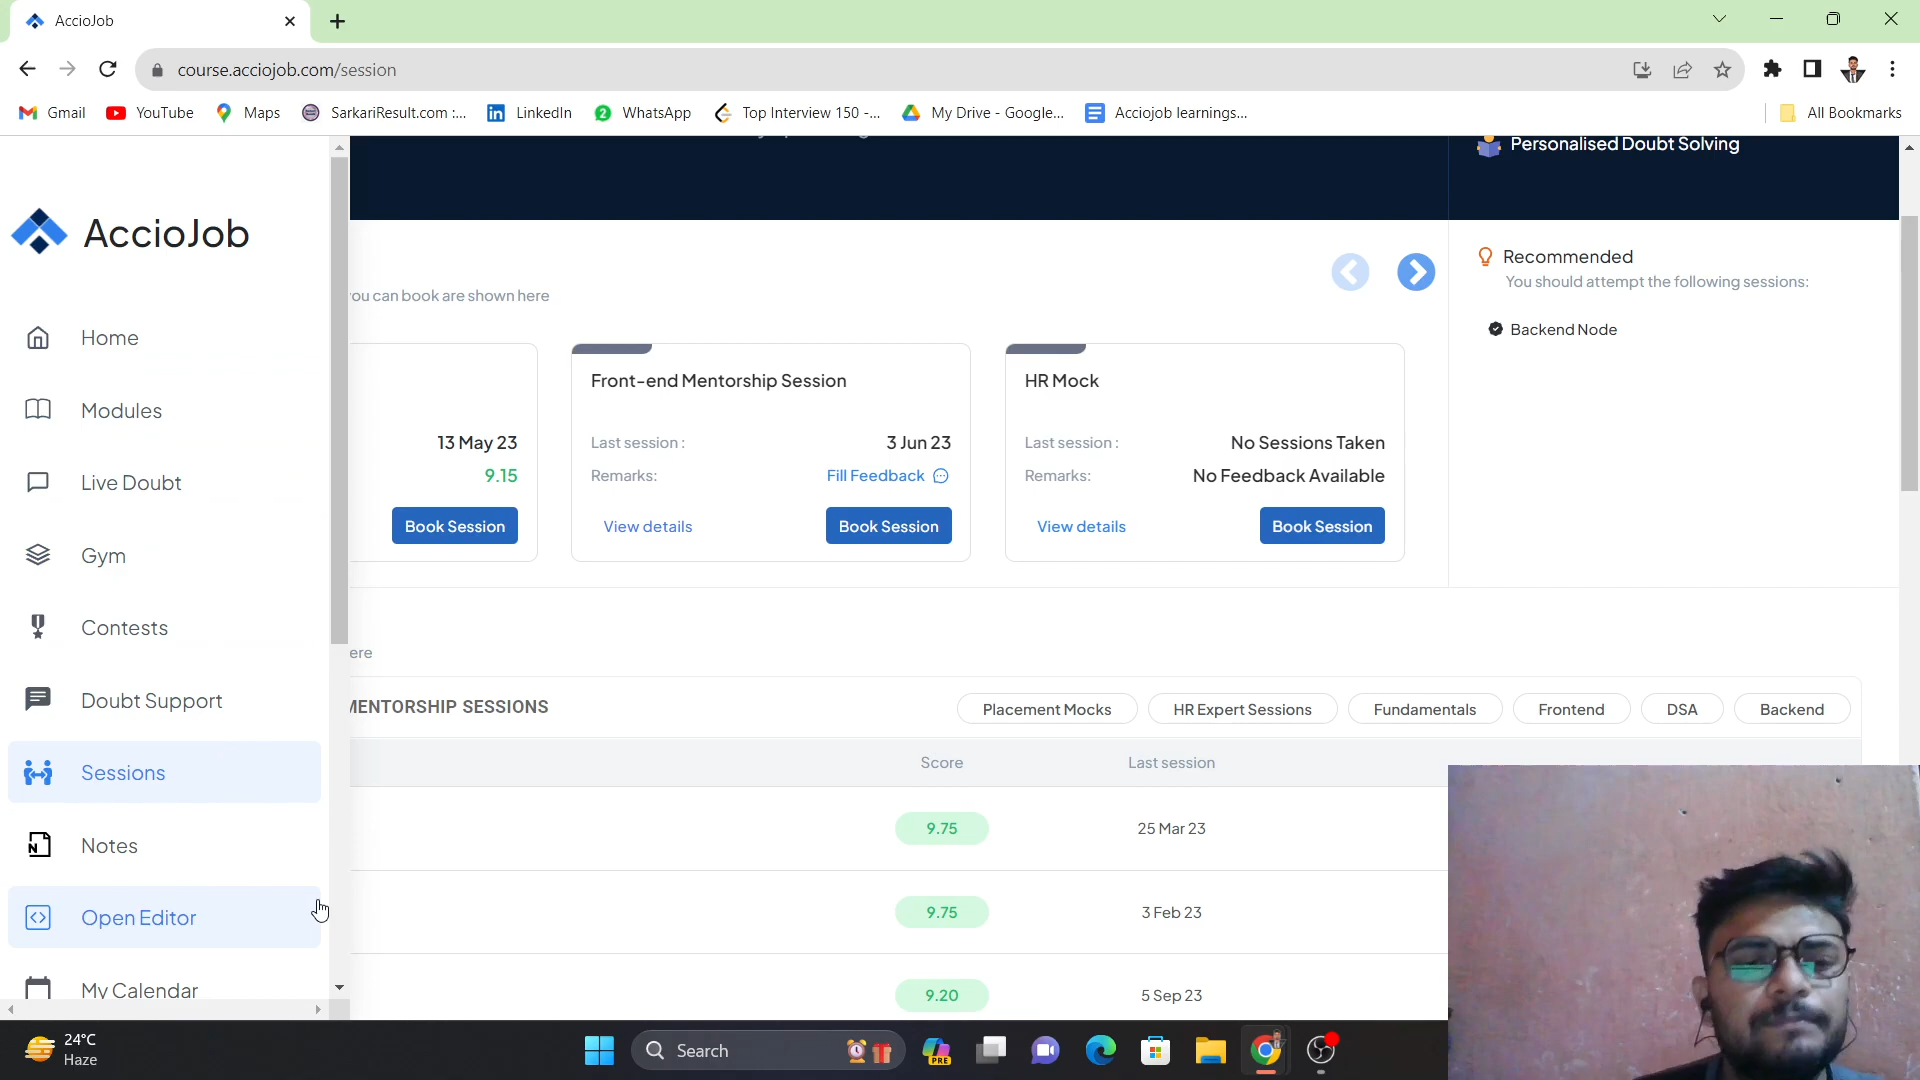 AccioJob
course.acciojob.com/session
Gmail
YouTube
Maps
SarkariResult.com :...
LinkedIn
WhatsApp
Top Interview 150 -...
My Drive - Google...
Acciojob learnings...
All Bookmarks
AccioJob
Home
Modules
Live Doubt
Gym
Contests
Doubt Support
Sessions
Notes
Open Editor
My Calendar
Personalised Doubt Solving
Recommended
You should attempt the following sessions:
Backend Node
you can book are shown here
13 May 23
9.15
Book Session
Front-end Mentorship Session
Last session : 3 Jun 23
Remarks: Fill Feedback
View details Book Session
HR Mock
Last session : No Sessions Taken
Remarks: No Feedback Available
View details Book Session
ere
MENTORSHIP SESSIONS
Placement Mocks
HR Expert Sessions
Fundamentals
Frontend
DSA
Backend
Score Last session
9.75 25 Mar 23
9.75 3 Feb 23
9.20 5 Sep 23
24°C
Haze
Search
PRE